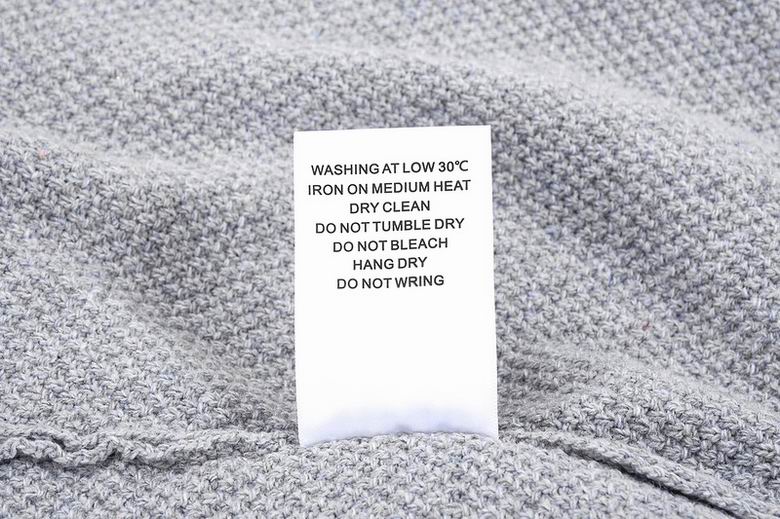 WASHING AT LOW 30℃
IRON ON MEDIUM HEAT
DRY CLEAN
DO NOT TUMBLE DRY
DO NOT BLEACH
HANG DRY
DO NOT WRING